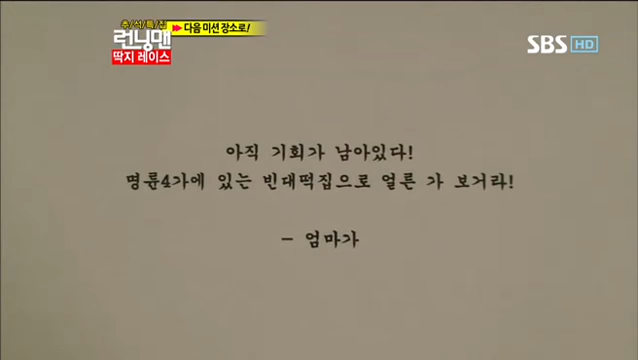 추/석/특/집
런닝맨
딱지 레이스
다음 미션 장소로!
SBS HD
아직 기회가 남아있다!
명륜4가에 있는 빈대떡집으로 얼른 가 보거라!
- 엄마가